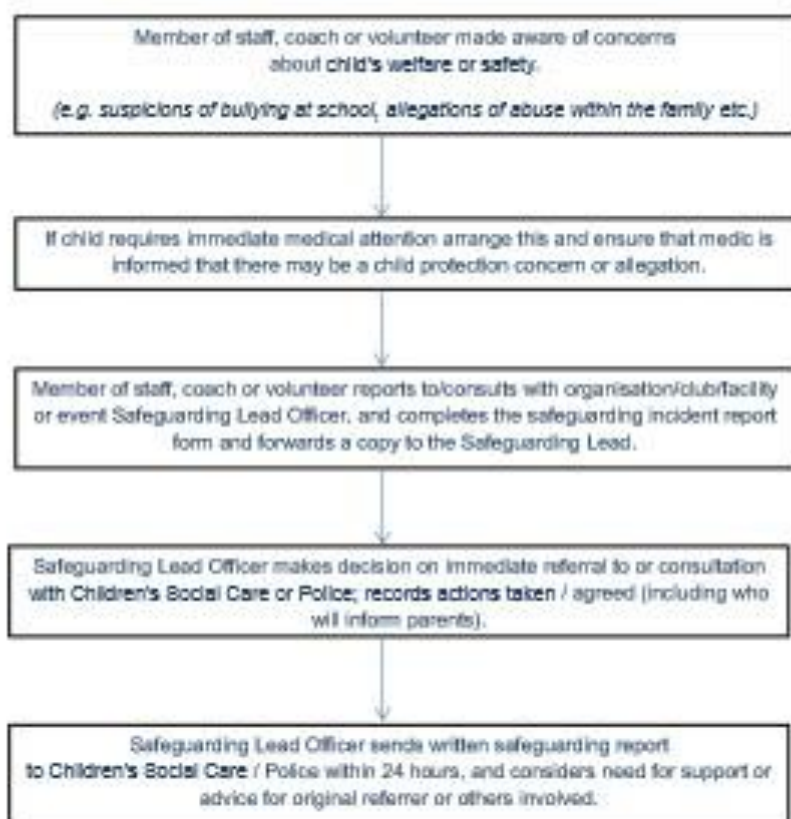 Member of staff, coach or volunteer made aware of concerns
about child's welfare or safety.
(e.g. suspicions of bullying at school, allegations of abuse within the family etc.)
If child requires immediate medical attention arrange this and ensure that medic is
informed that there may be a child protection concern or allegation.
Member of staff, coach or volunteer reports to/consults with organisation/club/facility
or event Safeguarding Lead Officer, and completes the safeguarding incident report
form and forwards a copy to the Safeguarding Lead.
Safeguarding Lead Officer makes decision on immediate referral to or consultation
with Children's Social Care or Police; records actions taken / agreed (including who
will inform parents).
Safeguarding Lead Officer sends written safeguarding report
to Children's Social Care / Police within 24 hours, and considers need for support or
advice for original referrer or others involved.